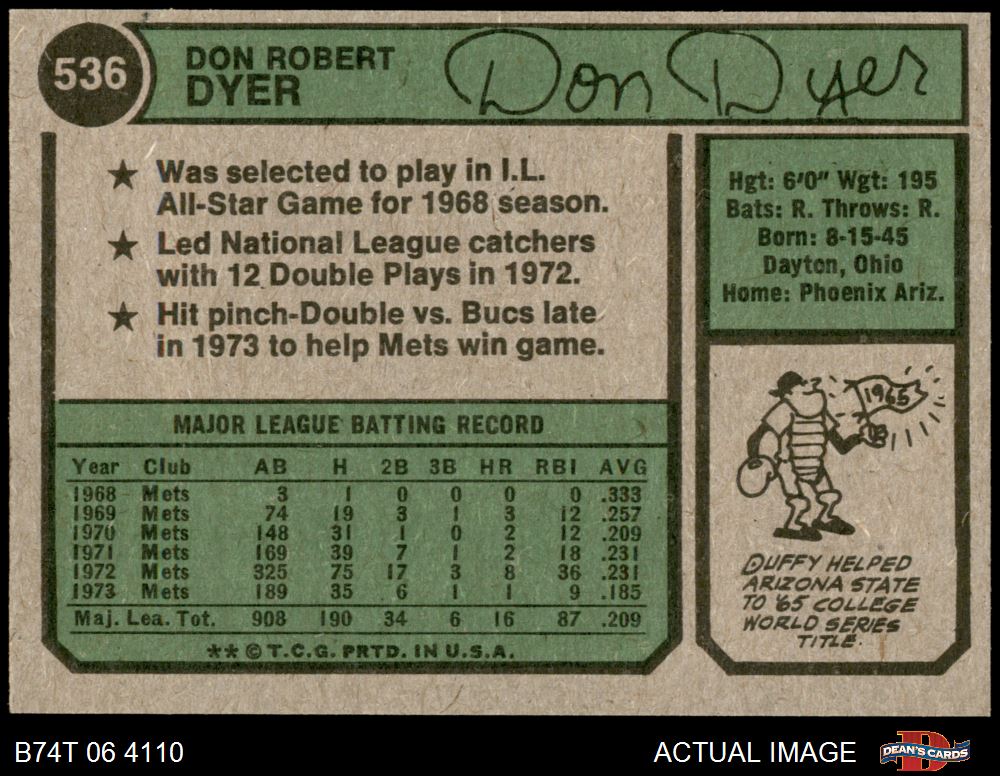 536
DON ROBERT
DYER
Don Dyer
★ Was selected to play in I.L.
All-Star Game for 1968 season.
★ Led National League catchers
with 12 Double Plays in 1972.
★ Hit pinch-Double vs. Bucs late
in 1973 to help Mets win game.
Hgt: 6'0" Wgt: 195
Bats: R. Throws: R.
Born: 8-15-45
Dayton, Ohio
Home: Phoenix Ariz.
MAJOR LEAGUE BATTING RECORD
Year Club AB H 2B 3B HR RBI AVG
1968 Mets 3 1 0 0 0 0 .333
1969 Mets 74 19 3 1 3 12 .257
1970 Mets 148 31 1 0 2 12 .209
1971 Mets 169 39 7 1 2 18 .231
1972 Mets 325 75 17 3 8 36 .231
1973 Mets 189 35 6 1 1 9 .185
Maj. Lea. Tot. 908 190 34 6 16 87 .209
** © T.C.G. PRTD. IN U.S.A.
1965
DUFFY HELPED
ARIZONA STATE
TO '65 COLLEGE
WORLD SERIES
TITLE.
B74T 06 4110
ACTUAL IMAGE
DEAN'S CARDS